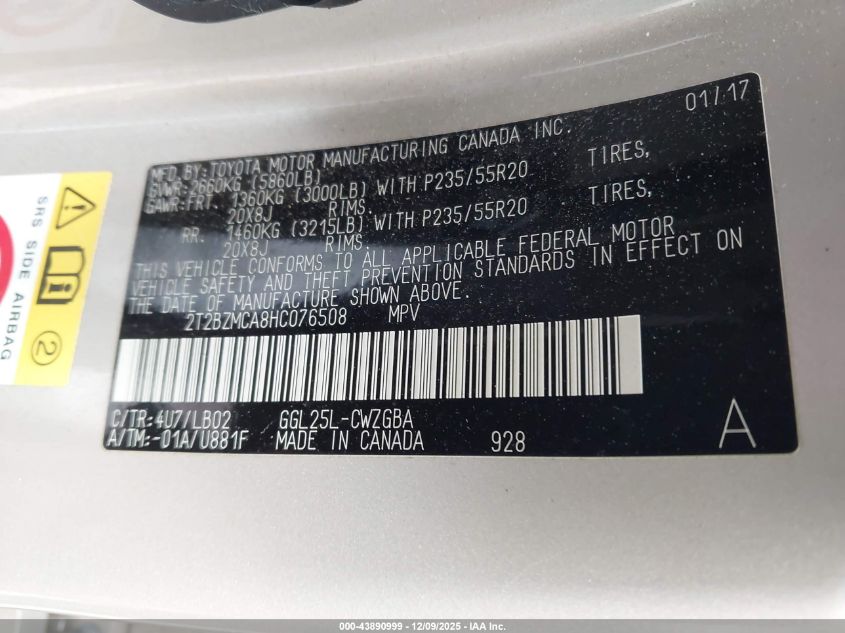 01/17
MFD. BY: TOYOTA MOTOR MANUFACTURING CANADA INC.
GVWR: 2660KG (5860LB)
GAWR: FRT. 1360KG (3000LB) WITH P235/55R20 TIRES,
20X8J RIMS.
RR. 1460KG (3215LB) WITH P235/55R20 TIRES,
20X8J RIMS.
THIS VEHICLE CONFORMS TO ALL APPLICABLE FEDERAL MOTOR
VEHICLE SAFETY AND THEFT PREVENTION STANDARDS IN EFFECT ON
THE DATE OF MANUFACTURE SHOWN ABOVE.
2T2BZMCA8HC076508 MPV
C/TR: 4U7/LB02 GGL25L-CWZGBA
A/TM: -01A/U881F MADE IN CANADA 928 A
SRS SIDE AIRBAG
2
000-43890999 — 12/09/2025 — IAA Inc.